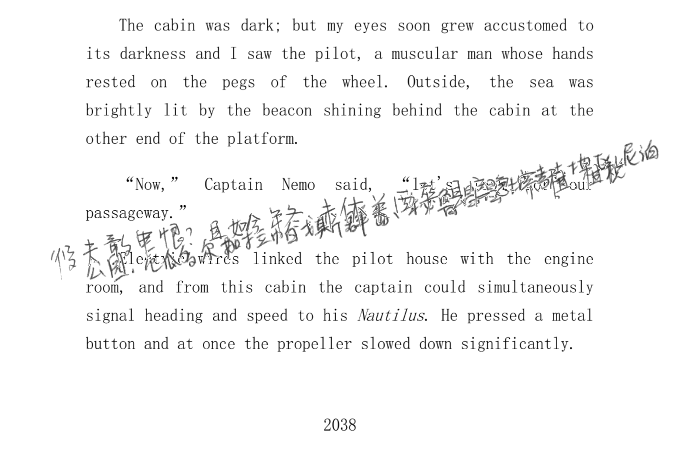 The cabin was dark; but my eyes soon grew accustomed to
its darkness and I saw the pilot, a muscular man whose hands
rested on the pegs of the wheel. Outside, the sea was
brightly lit by the beacon shining behind the cabin at the
other end of the platform.
“Now,” Captain Nemo said, “let's our
passageway.”
wires linked the pilot house with the engine
room, and from this cabin the captain could simultaneously
signal heading and speed to his Nautilus. He pressed a metal
button and at once the propeller slowed down significantly.
2038